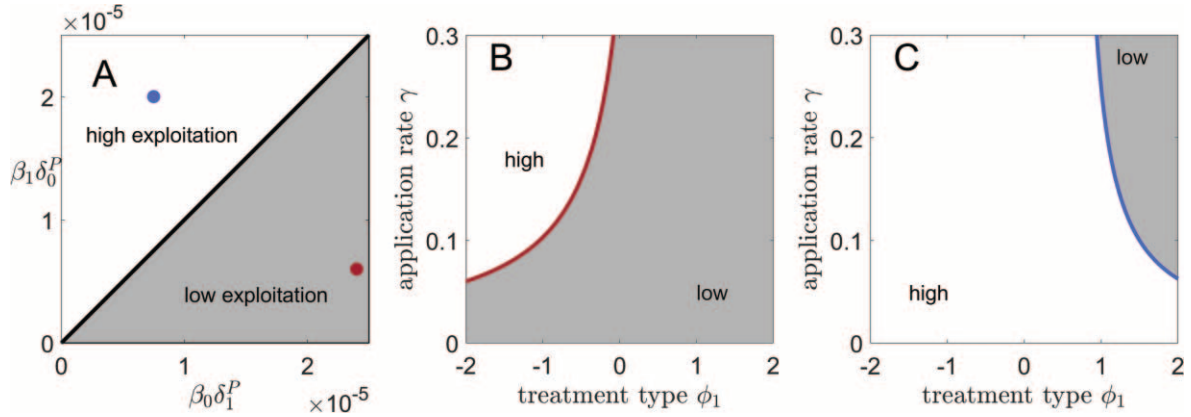 ×10⁻⁵
A
2
high exploitation
β₁δ₀ᴾ
1
low exploitation
0
0
1
2
β₀δ₁ᴾ
×10⁻⁵
B
0.3
0.2
high
application rate γ
0.1
low
0
-2
-1
0
1
2
treatment type ϕ₁
C
0.3
low
0.2
application rate γ
0.1
high
0
-2
-1
0
1
2
treatment type ϕ₁